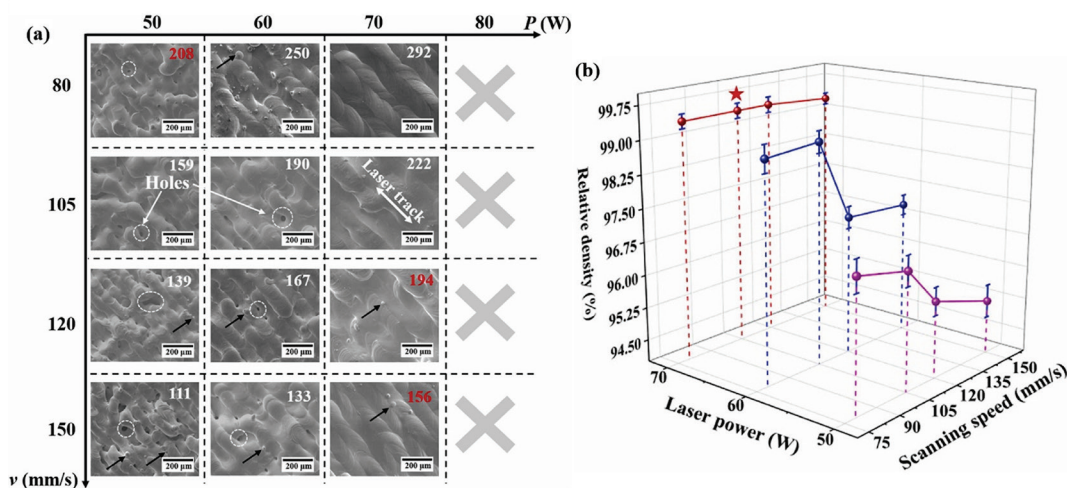 (a)
50 60 70 80 P (W)
80
208
200 μm
250
200 μm
292
200 μm
105
159
Holes
200 μm
190
200 μm
222
Laser track
200 μm
120
139
200 μm
167
200 μm
194
200 μm
150
111
200 μm
133
200 μm
156
200 μm
v (mm/s)
(b)
99.75
99.00
98.25
97.50
96.75
96.00
95.25
94.50
Relative density(%)
70
60
50
Laser power (W)
75
90
105
120
135
150
Scanning speed (mm/s)